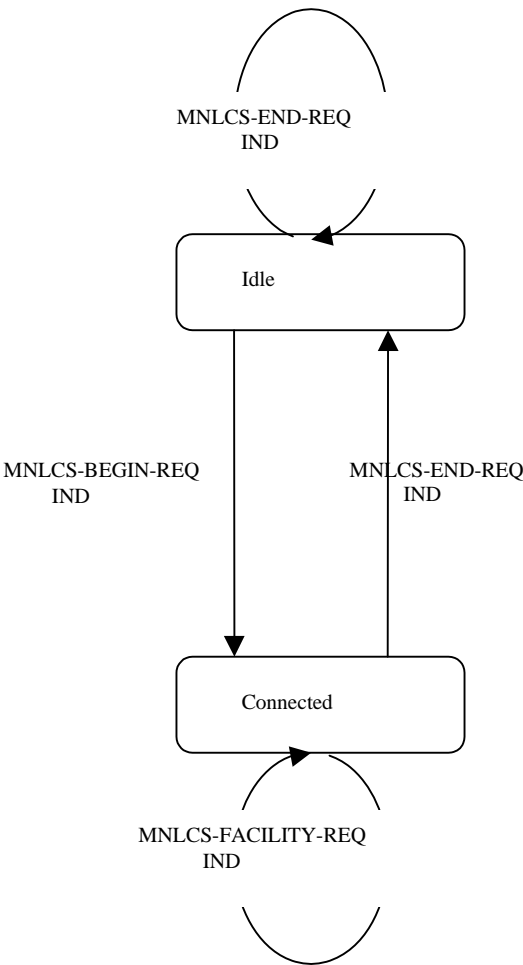 MNLCS-END-REQ
IND
Idle
MNLCS-BEGIN-REQ
IND
MNLCS-END-REQ
IND
Connected
MNLCS-FACILITY-REQ
IND